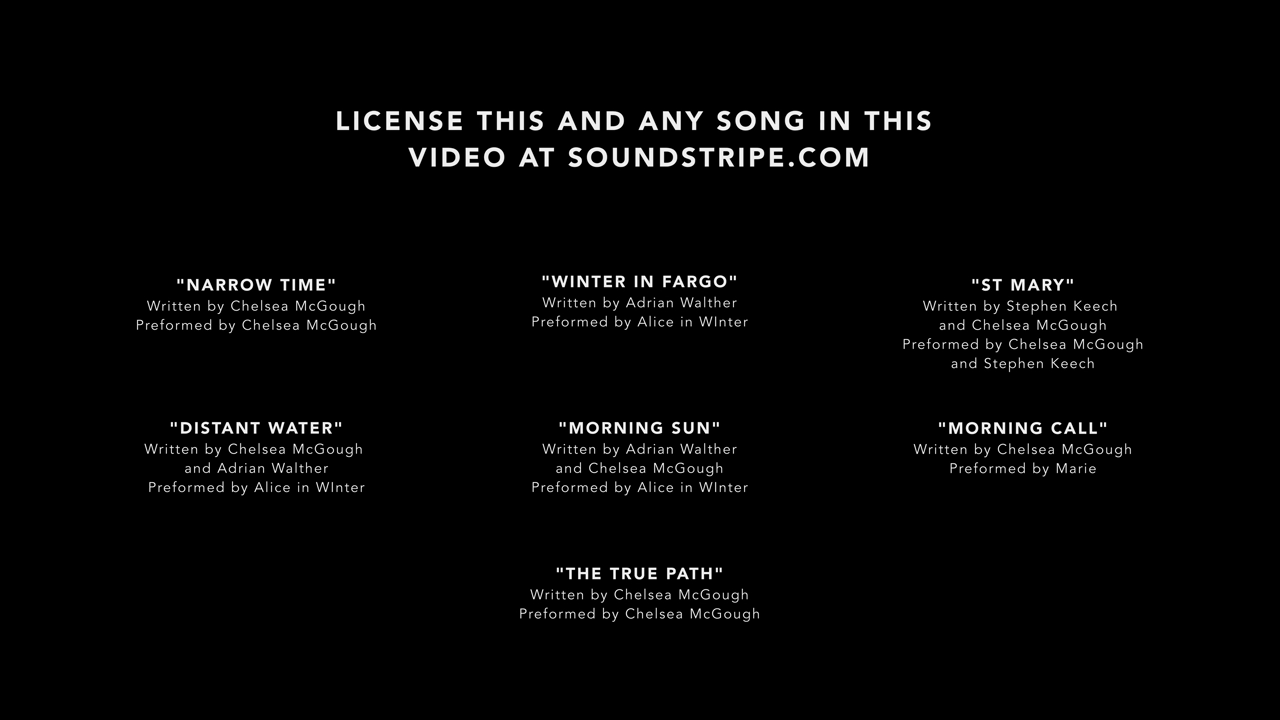 LICENSE THIS AND ANY SONG IN THIS
VIDEO AT SOUNDSTRIPE.COM
"NARROW TIME"
Written by Chelsea McGough
Preformed by Chelsea McGough
"WINTER IN FARGO"
Written by Adrian Walther
Preformed by Alice in WInter
"ST MARY"
Written by Stephen Keech
and Chelsea McGough
Preformed by Chelsea McGough
and Stephen Keech
"DISTANT WATER"
Written by Chelsea McGough
and Adrian Walther
Preformed by Alice in WInter
"MORNING SUN"
Written by Adrian Walther
and Chelsea McGough
Preformed by Alice in WInter
"MORNING CALL"
Written by Chelsea McGough
Preformed by Marie
"THE TRUE PATH"
Written by Chelsea McGough
Preformed by Chelsea McGough